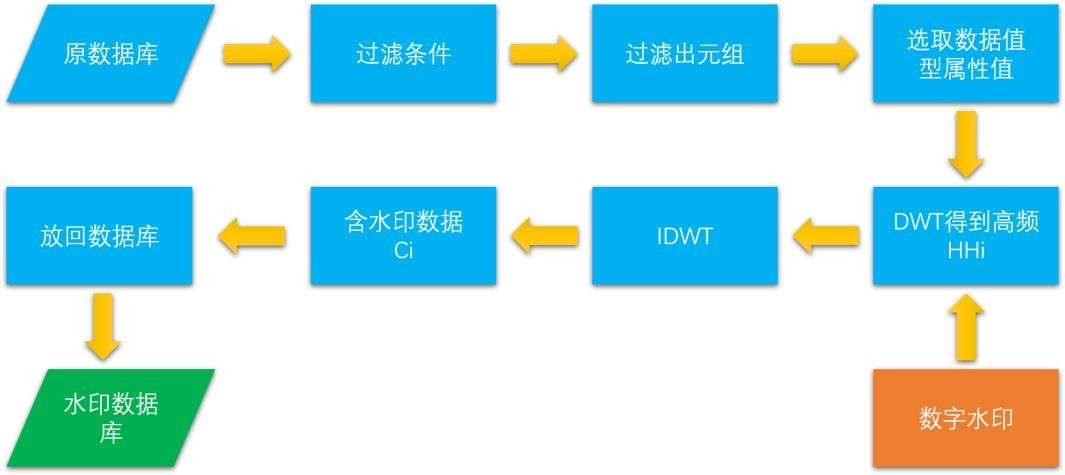 原数据库
过滤条件
过滤出元组
选取数据值
型属性值
DWT得到高频
HHi
IDWT
含水印数据
Ci
放回数据库
水印数据
库
数字水印